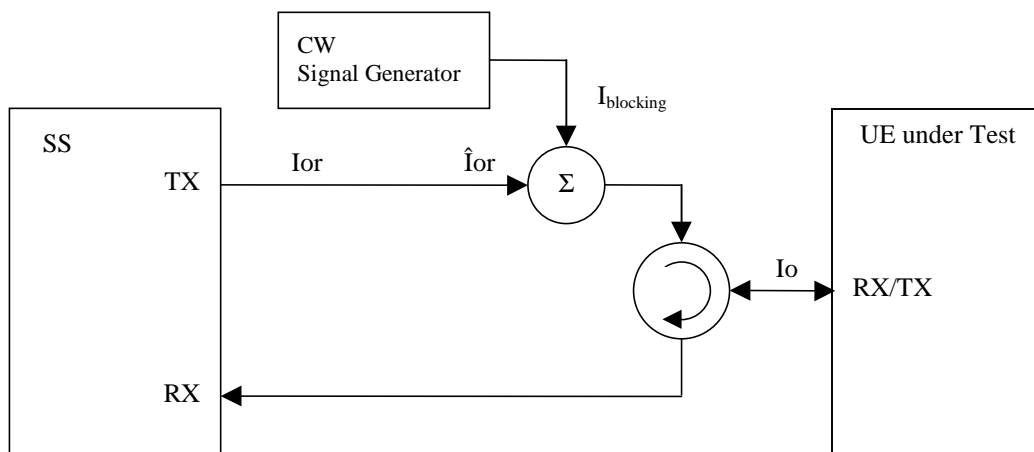 CW
Signal Generator
I_blocking
SS
UE under Test
TX
Ior
Îor
Σ
Io
RX/TX
RX